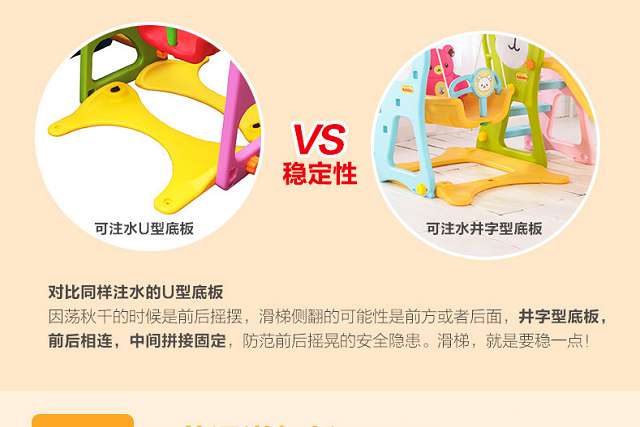 VS
稳定性
可注水U型底板
可注水井字型底板
对比同样注水的U型底板
因荡秋千的时候是前后摇摆，滑梯侧翻的可能性是前方或者后面，井字型底板，
前后相连，中间拼接固定，防范前后摇晃的安全隐患。滑梯，就是要稳一点！